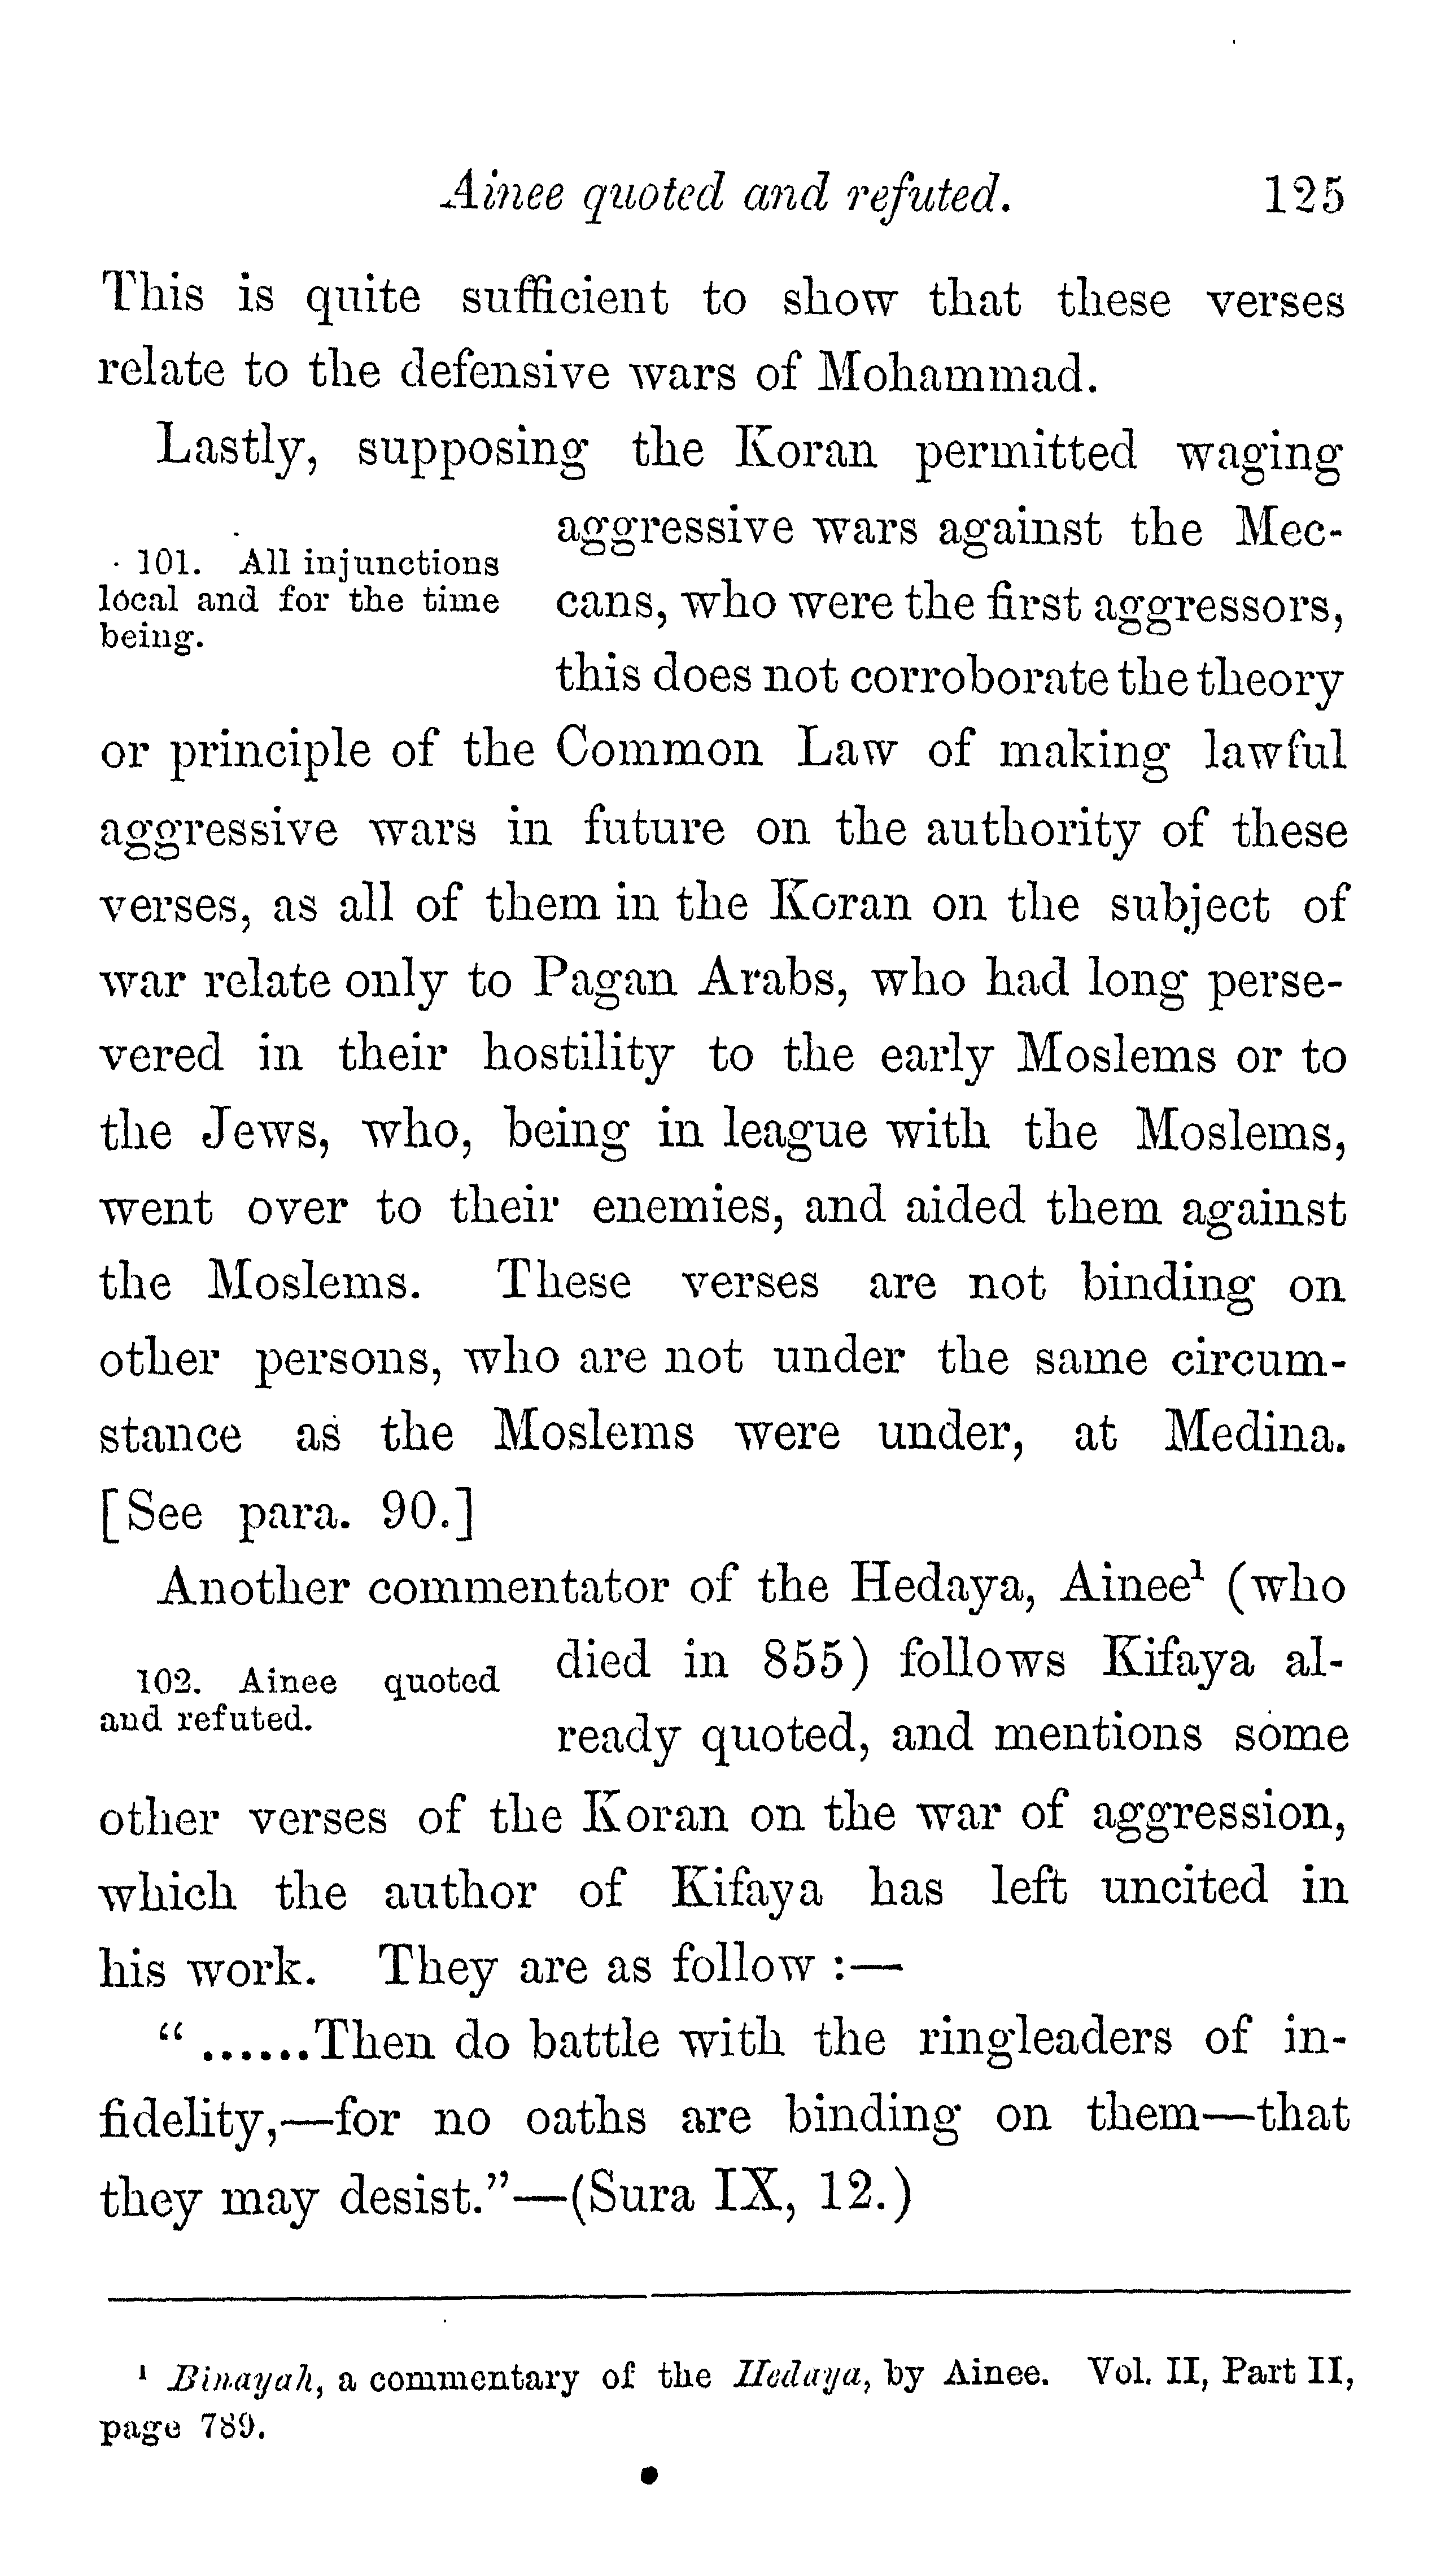 Ainee quoted and refuted. 125
This is quite sufficient to show that these verses
relate to the defensive wars of Mohammad.
Lastly, supposing the Koran permitted waging
101. All injunctions
local and for the time
being.
aggressive wars against the Mec-
cans, who were the first aggressors,
this does not corroborate the theory
or principle of the Common Law of making lawful
aggressive wars in future on the authority of these
verses, as all of them in the Koran on the subject of
war relate only to Pagan Arabs, who had long perse-
vered in their hostility to the early Moslems or to
the Jews, who, being in league with the Moslems,
went over to their enemies, and aided them against
the Moslems. These verses are not binding on
other persons, who are not under the same circum-
stance as the Moslems were under, at Medina.
[See para. 90.]
Another commentator of the Hedaya, Ainee¹ (who
102. Ainee quoted
and refuted.
died in 855) follows Kifaya al-
ready quoted, and mentions some
other verses of the Koran on the war of aggression,
which the author of Kifaya has left uncited in
his work. They are as follow :—
“ ......Then do battle with the ringleaders of in-
fidelity,—for no oaths are binding on them—that
they may desist.”—(Sura IX, 12.)
¹ Binayah, a commentary of the Hedaya, by Ainee. Vol. II, Part II,
page 789.